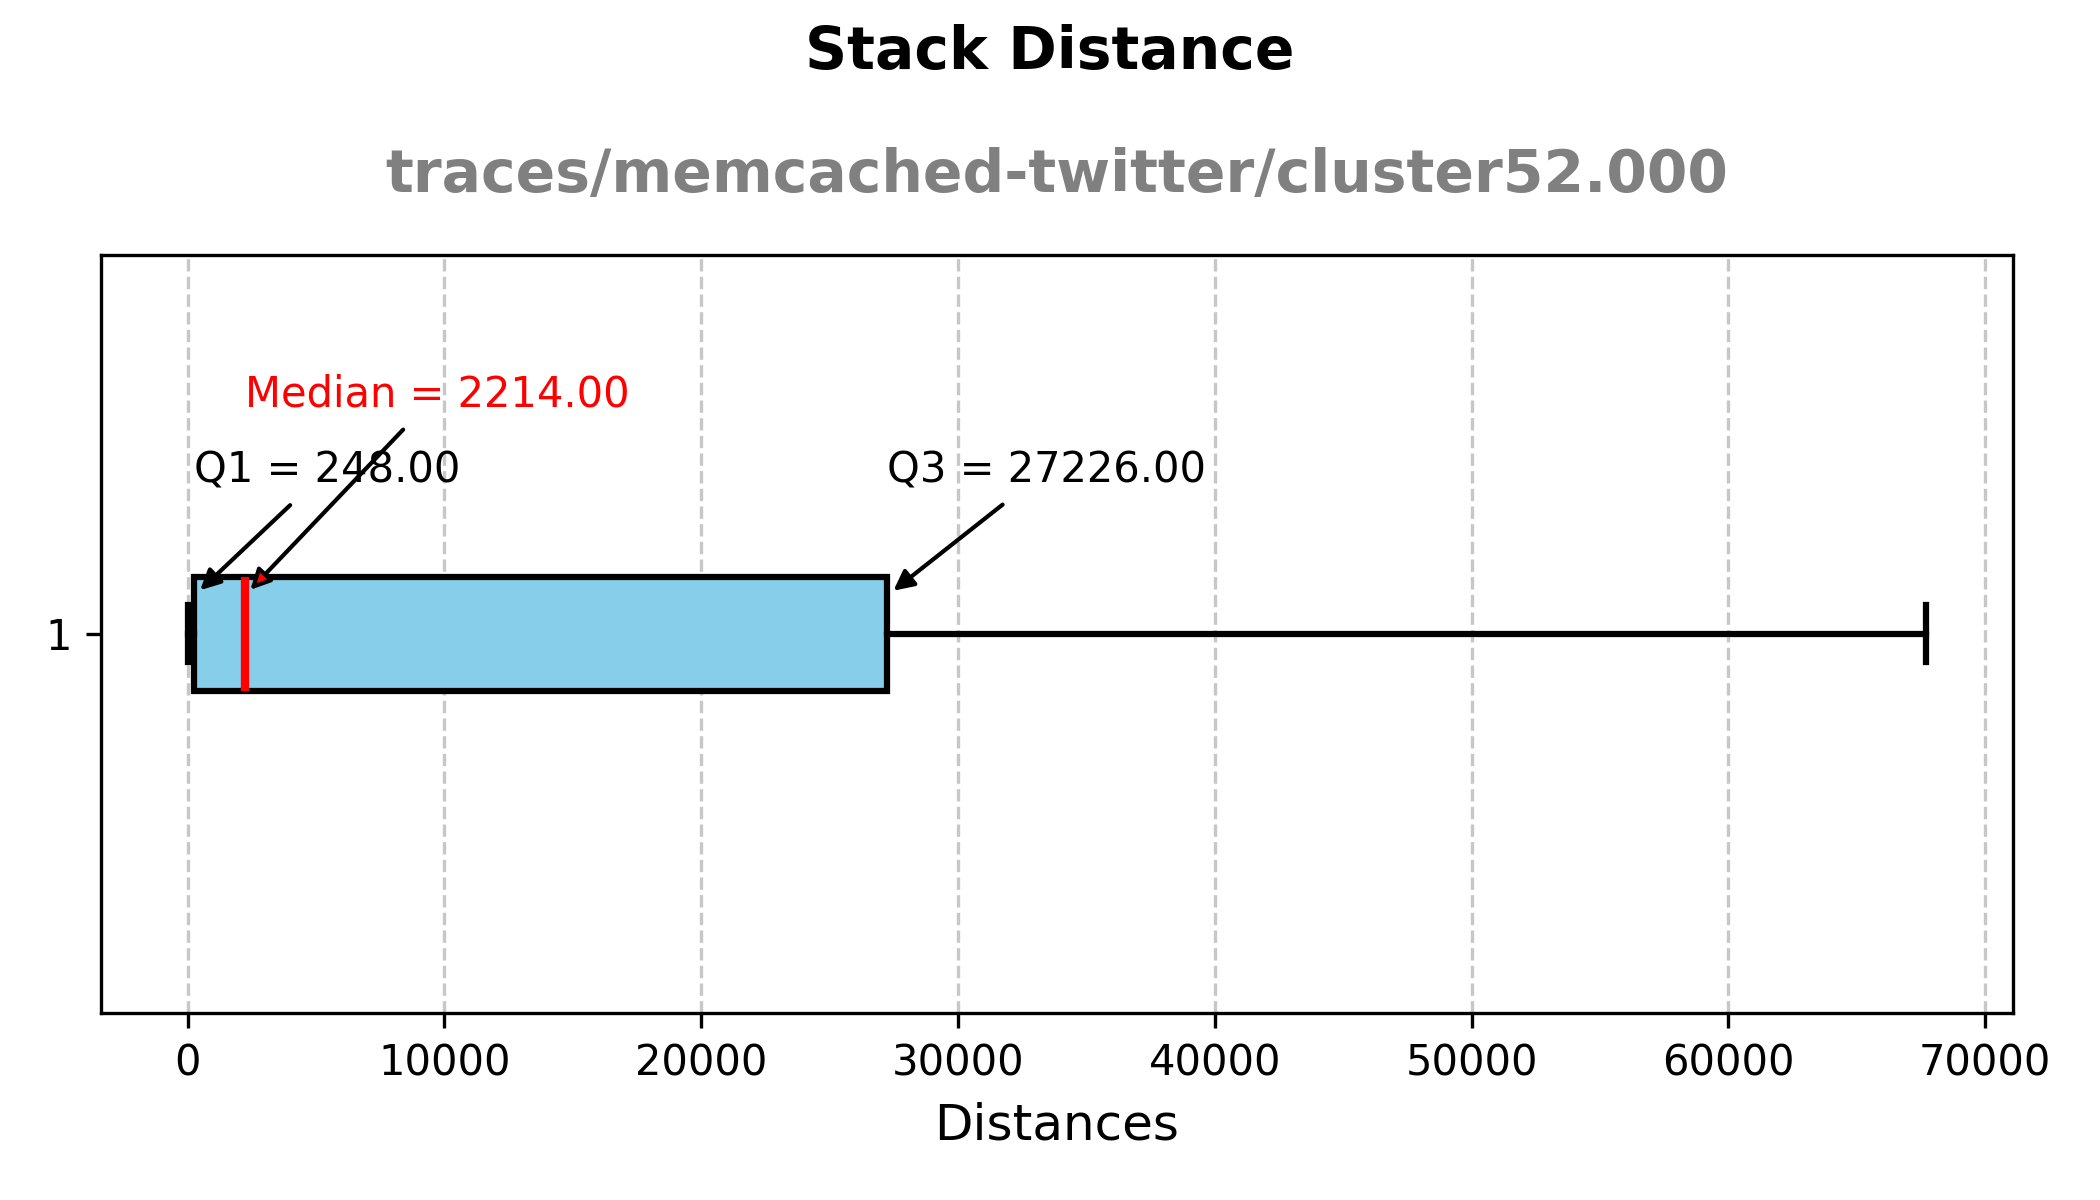 Stack Distance
traces/memcached-twitter/cluster52.000
Median = 2214.00
Q1 = 248.00
Q3 = 27226.00
1
0 10000 20000 30000 40000 50000 60000 70000
Distances